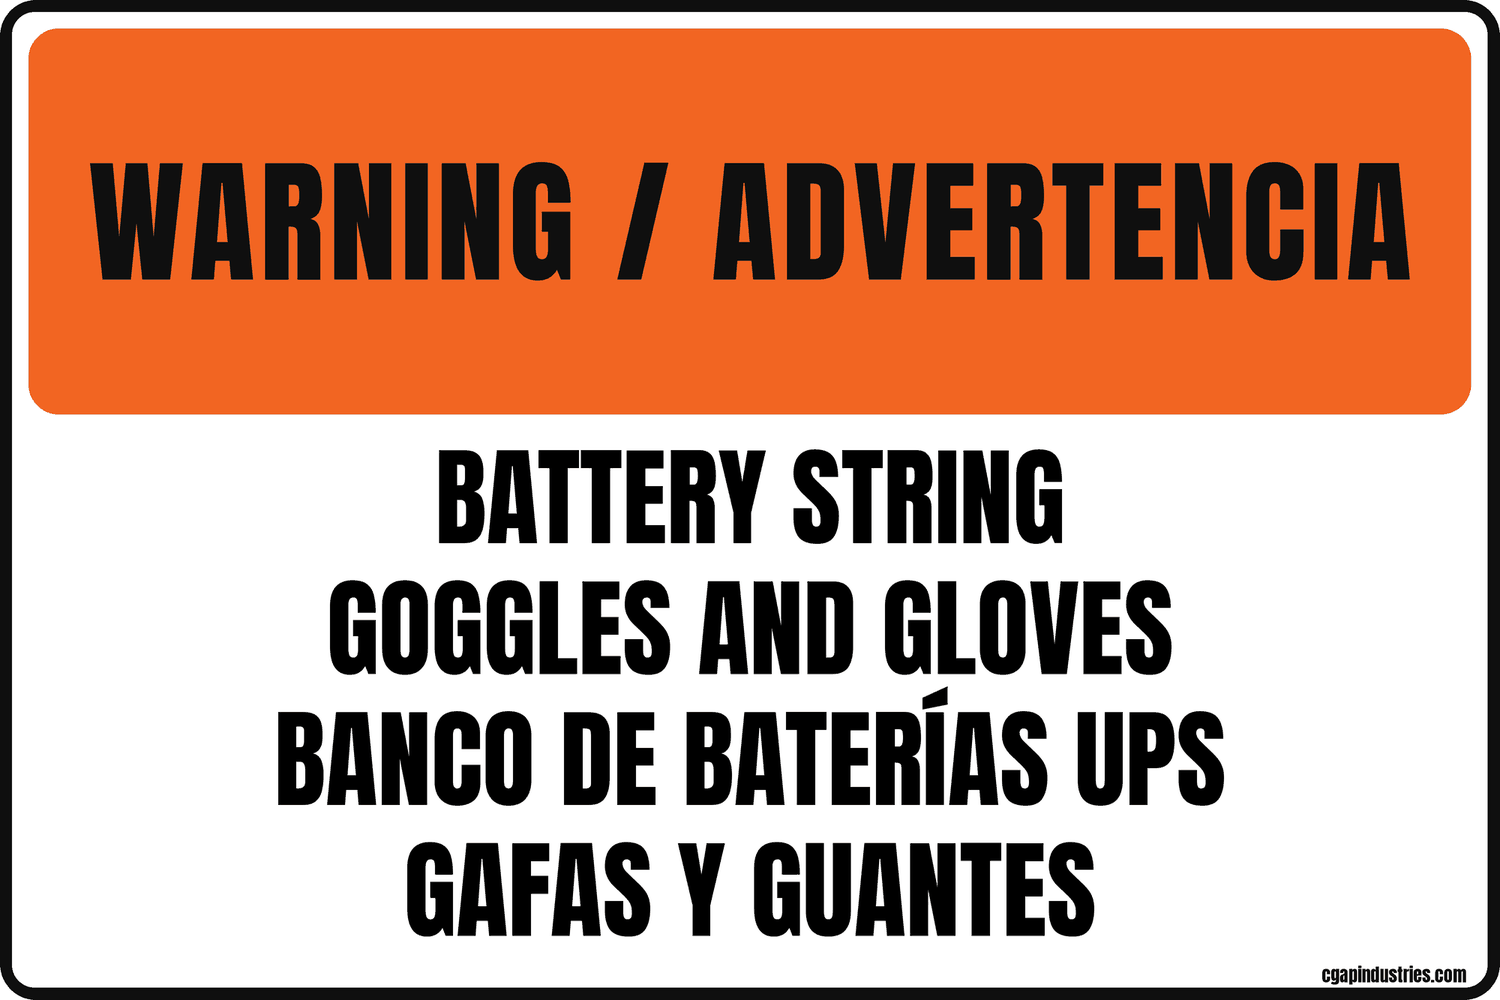 WARNING / ADVERTENCIA
BATTERY STRING
GOGGLES AND GLOVES
BANCO DE BATERÍAS UPS
GAFAS Y GUANTES
cgapindustries.com